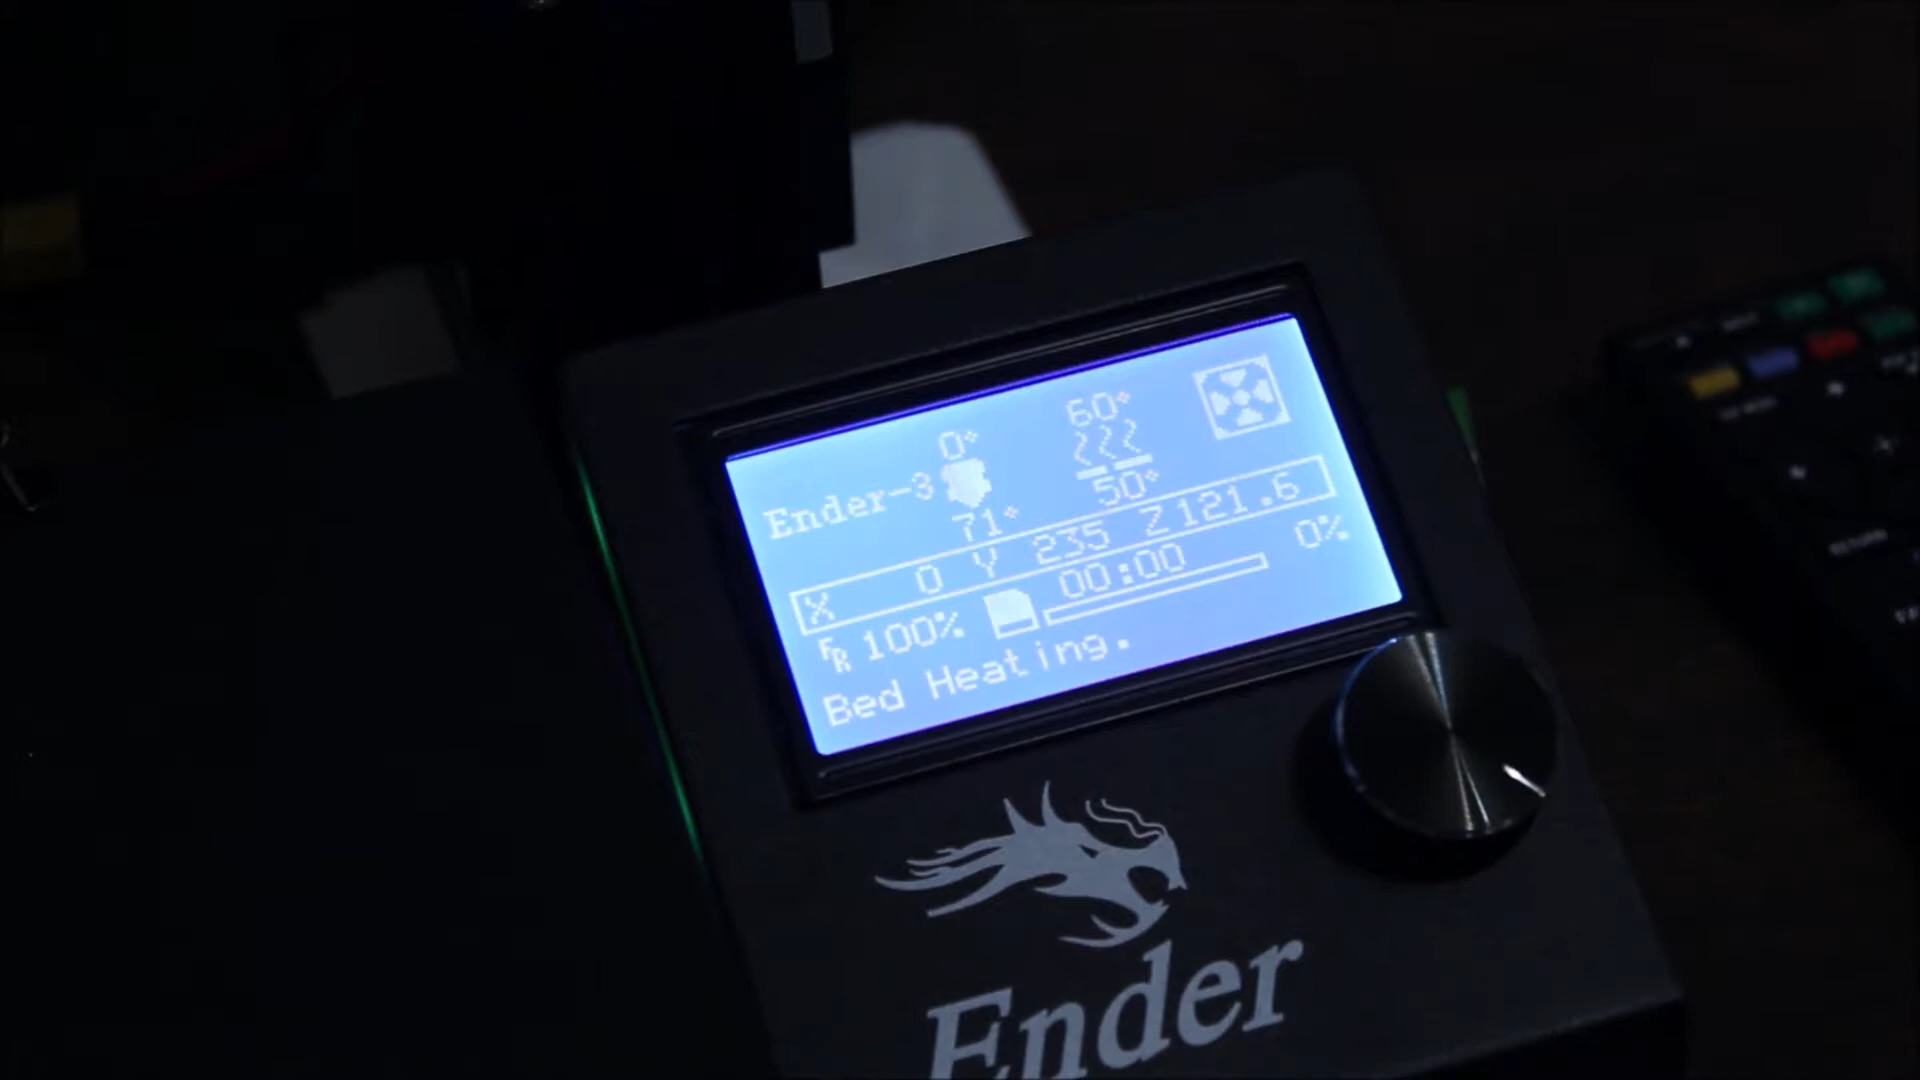 0° 60°
Ender-3
71° 50°
X 0 Y 235 Z 121.6
FR 100% 00:00 0%
Bed Heating.
Ender